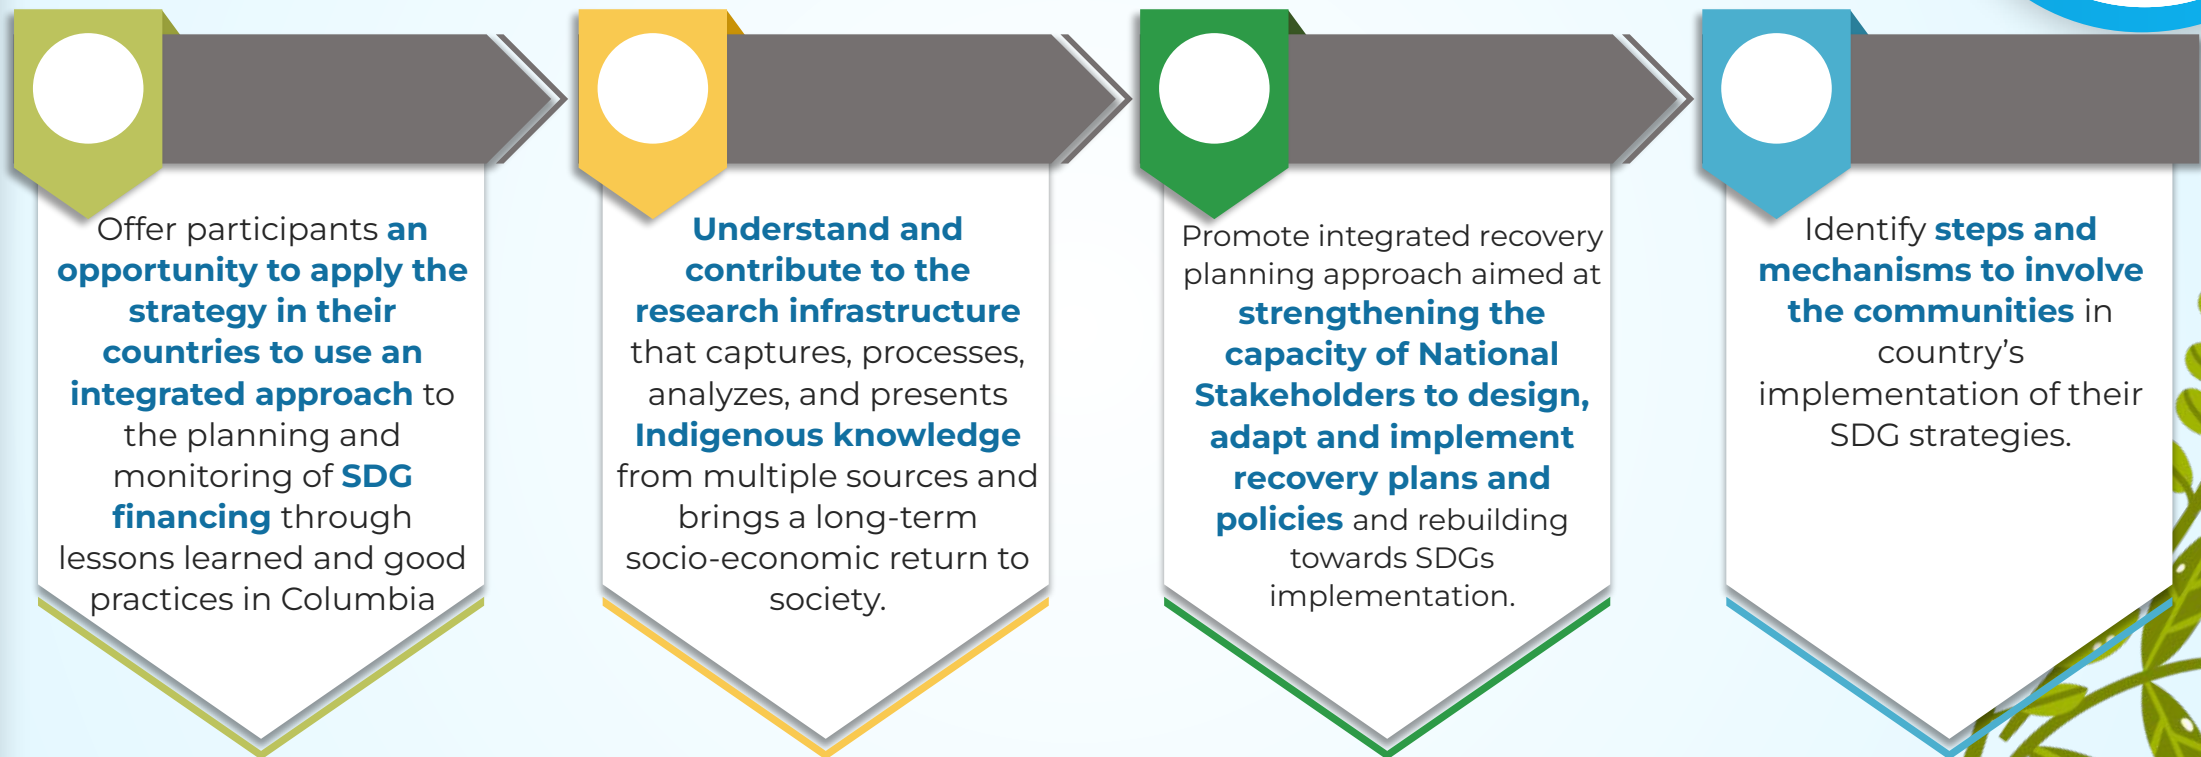 Offer participants an
opportunity to apply the
strategy in their
countries to use an
integrated approach to
the planning and
monitoring of SDG
financing through
lessons learned and good
practices in Columbia
Understand and
contribute to the
research infrastructure
that captures, processes,
analyzes, and presents
Indigenous knowledge
from multiple sources and
brings a long-term
socio-economic return to
society.
Promote integrated recovery
planning approach aimed at
strengthening the
capacity of National
Stakeholders to design,
adapt and implement
recovery plans and
policies and rebuilding
towards SDGs
implementation.
Identify steps and
mechanisms to involve
the communities in
country’s
implementation of their
SDG strategies.